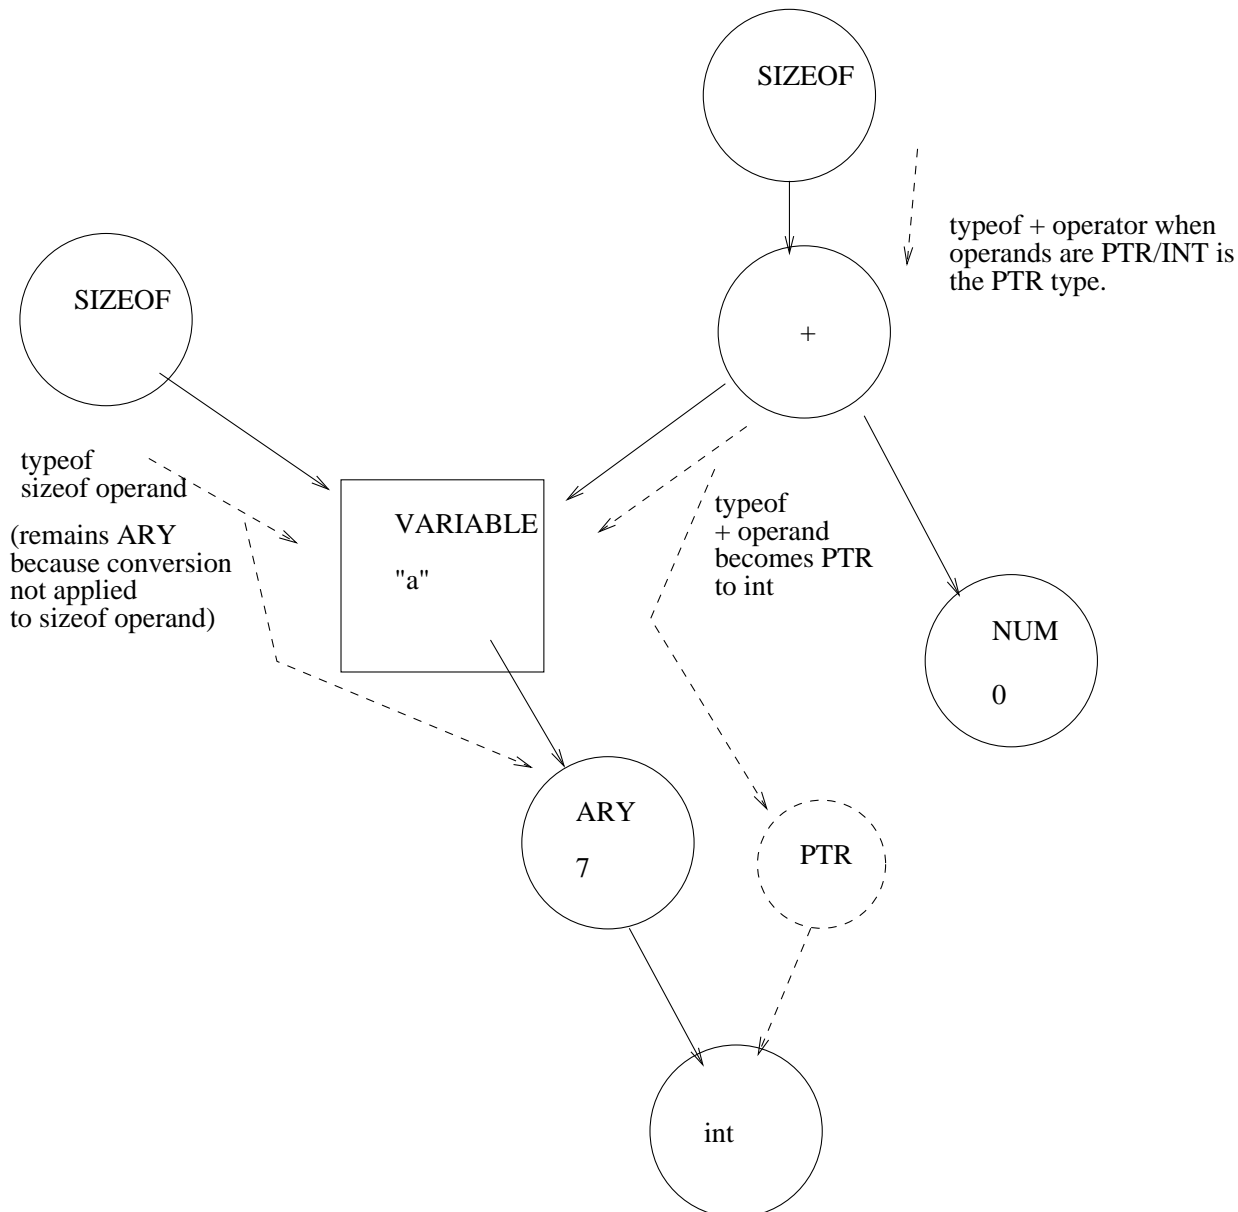 SIZEOF
typeof + operator when
operands are PTR/INT is
the PTR type.
SIZEOF
+
typeof
sizeof operand
(remains ARY
because conversion
not applied
to sizeof operand)
VARIABLE
"a"
typeof
+ operand
becomes PTR
to int
NUM
0
ARY
7
PTR
int